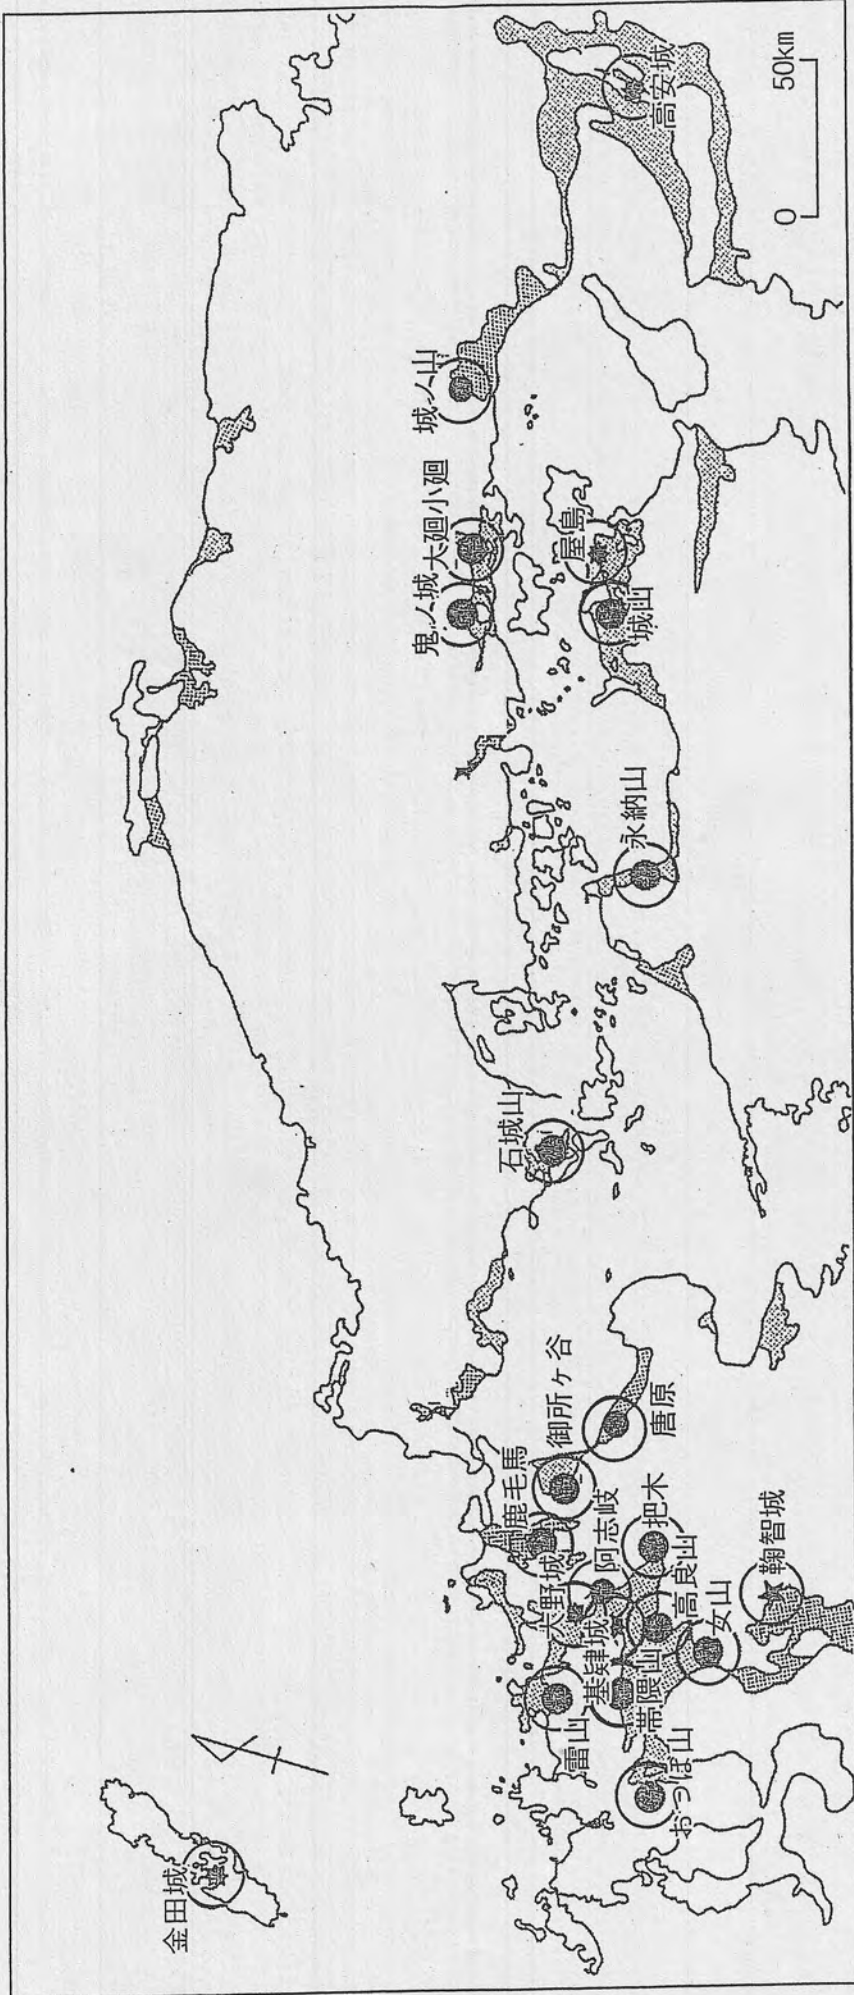 金田城
おつぼ山
雷山
帯隈山
基肄城
大野城
阿志岐
鹿毛馬
御所ヶ谷
唐原
把木
高良山
女山
鞠智城
石城山
永納山
鬼ノ城
大廻小廻
城山
屋島
城ノ山
高安城
0 50km